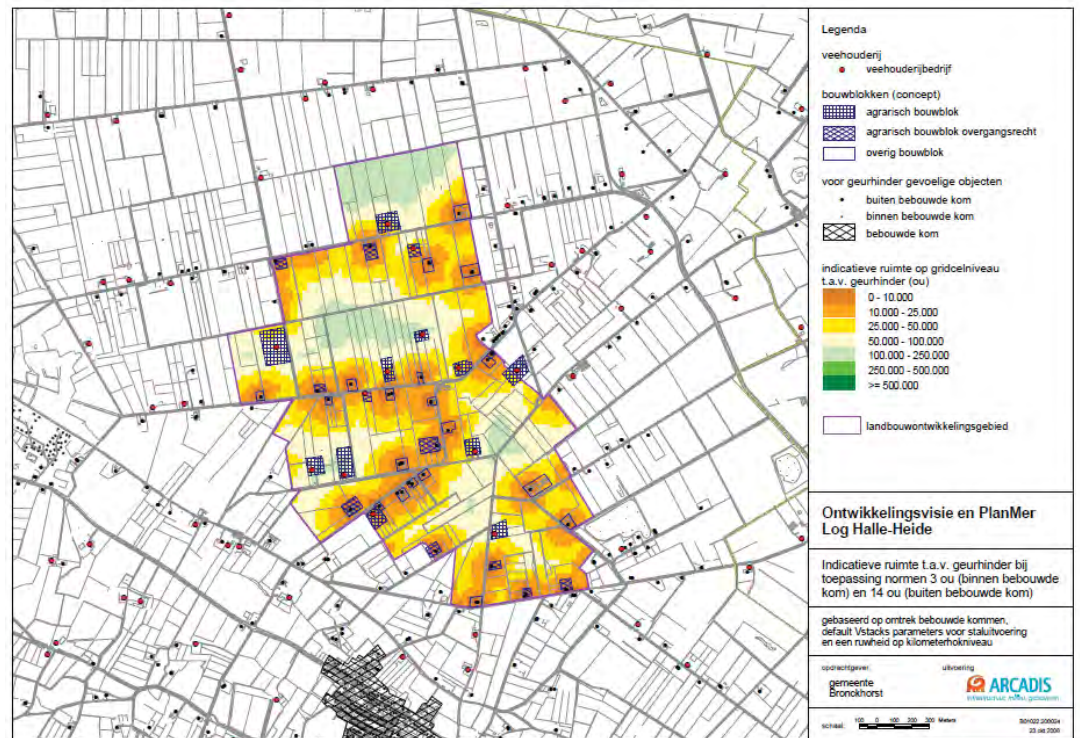 Legenda
veehouderij
veehouderijbedrijf
bouwblokken (concept)
agrarisch bouwblok
agrarisch bouwblok overgangsrecht
overig bouwblok
voor geurhinder gevoelige objecten
buiten bebouwde kom
binnen bebouwde kom
bebouwde kom
indicatieve ruimte op gridcelniveau
t.a.v. geurhinder (ou)
0 - 10.000
10.000 - 25.000
25.000 - 50.000
50.000 - 100.000
100.000 - 250.000
250.000 - 500.000
>= 500.000
landbouwontwikkelingsgebied
Ontwikkelingsvisie en PlanMer
Log Halle-Heide
Indicatieve ruimte t.a.v. geurhinder bij
toepassing normen 3 ou (binnen bebouwde
kom) en 14 ou (buiten bebouwde kom)
gebaseerd op omtrek bebouwde kommen,
default Vstacks parameters voor staluitvoering
en een ruwheid op kilometerhokniveau
opdrachtgever uitvoering
gemeente
Bronckhorst
ARCADIS
schaal: 100 0 100 200 300 Meters